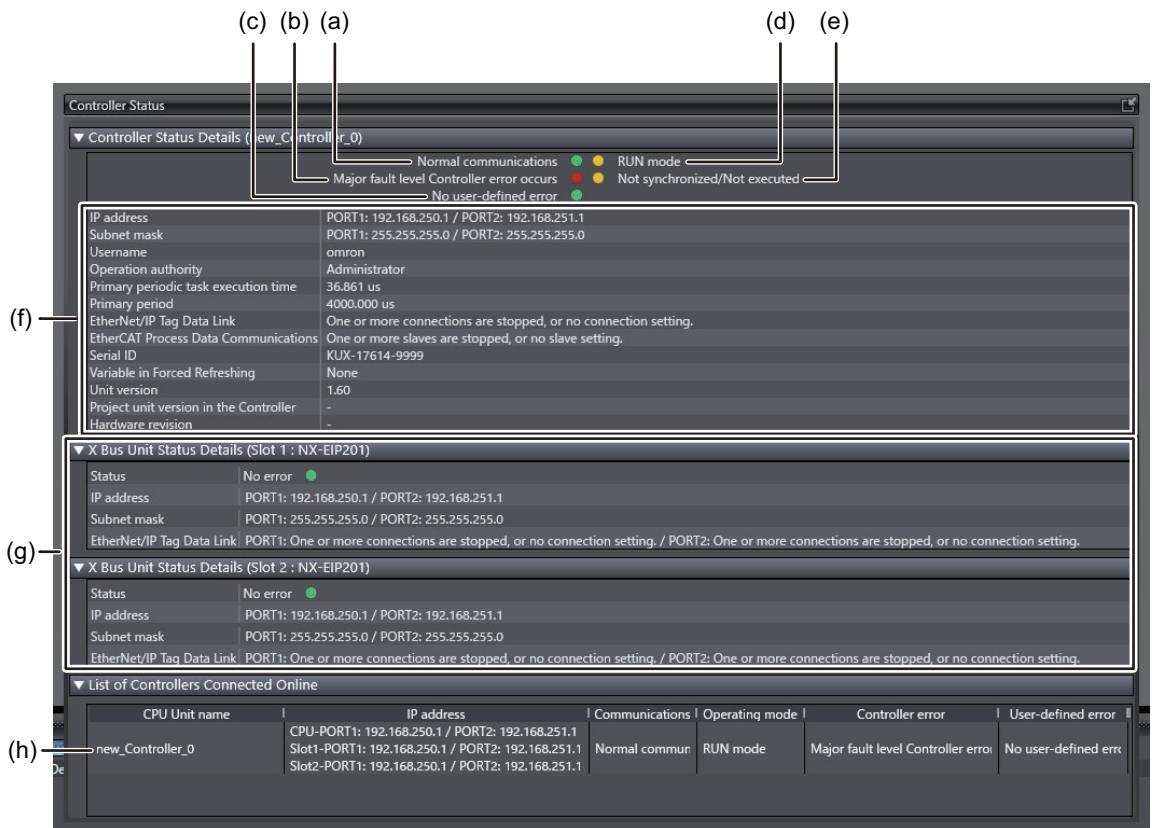 (c) (b) (a) (d) (e)
Controller Status
▼ Controller Status Details (new_Controller_0)
Normal communications RUN mode
Major fault level Controller error occurs Not synchronized/Not executed
No user-defined error
(f)
IP address PORT1: 192.168.250.1 / PORT2: 192.168.251.1
Subnet mask PORT1: 255.255.255.0 / PORT2: 255.255.255.0
Username omron
Operation authority Administrator
Primary periodic task execution time 36.861 us
Primary period 4000.000 us
EtherNet/IP Tag Data Link One or more connections are stopped, or no connection setting.
EtherCAT Process Data Communications One or more slaves are stopped, or no slave setting.
Serial ID KUX-17614-9999
Variable in Forced Refreshing None
Unit version 1.60
Project unit version in the Controller -
Hardware revision -
(g)
▼ X Bus Unit Status Details (Slot 1 : NX-EIP201)
Status No error
IP address PORT1: 192.168.250.1 / PORT2: 192.168.251.1
Subnet mask PORT1: 255.255.255.0 / PORT2: 255.255.255.0
EtherNet/IP Tag Data Link PORT1: One or more connections are stopped, or no connection setting. / PORT2: One or more connections are stopped, or no connection setting.
▼ X Bus Unit Status Details (Slot 2 : NX-EIP201)
Status No error
IP address PORT1: 192.168.250.1 / PORT2: 192.168.251.1
Subnet mask PORT1: 255.255.255.0 / PORT2: 255.255.255.0
EtherNet/IP Tag Data Link PORT1: One or more connections are stopped, or no connection setting. / PORT2: One or more connections are stopped, or no connection setting.
▼ List of Controllers Connected Online
CPU Unit name IP address Communications Operating mode Controller error User-defined error
(h)
new_Controller_0
CPU-PORT1: 192.168.250.1 / PORT2: 192.168.251.1
Slot1-PORT1: 192.168.250.1 / PORT2: 192.168.251.1
Slot2-PORT1: 192.168.250.1 / PORT2: 192.168.251.1
Normal commun RUN mode Major fault level Controller error No user-defined erro